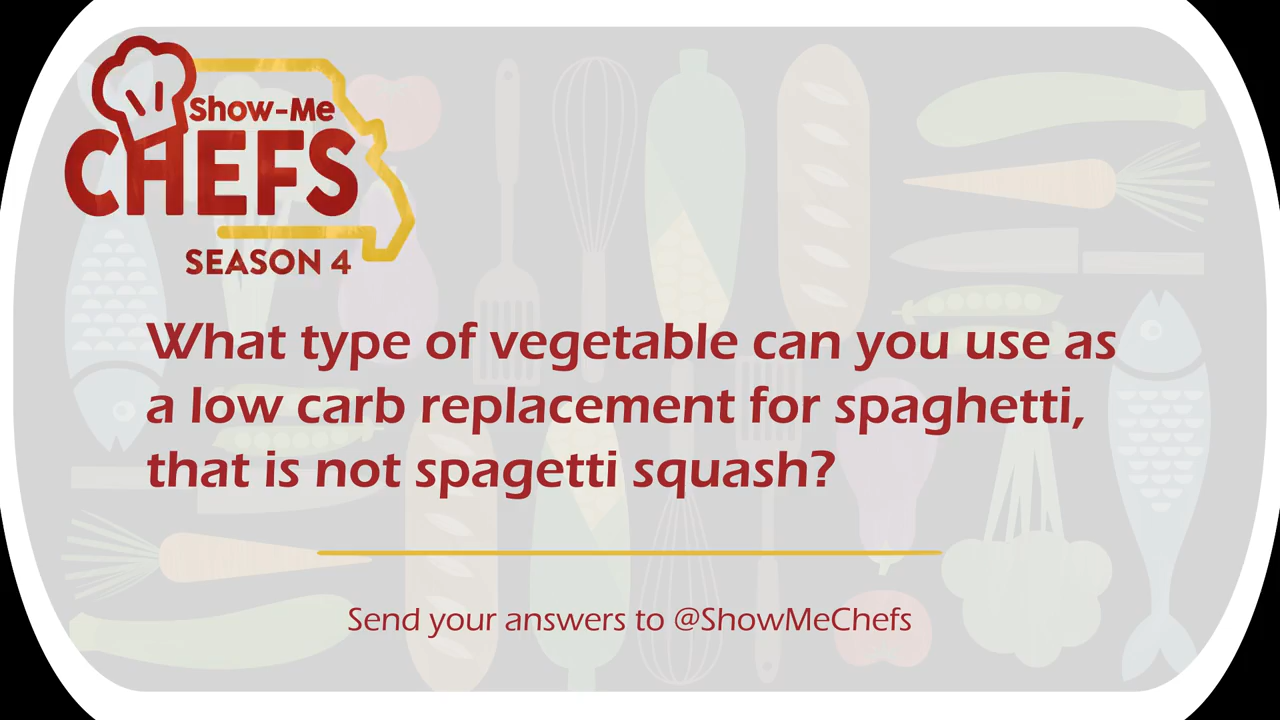 Show-Me
CHEFS
SEASON 4
What type of vegetable can you use as
a low carb replacement for spaghetti,
that is not spagetti squash?
Send your answers to @ShowMeChefs